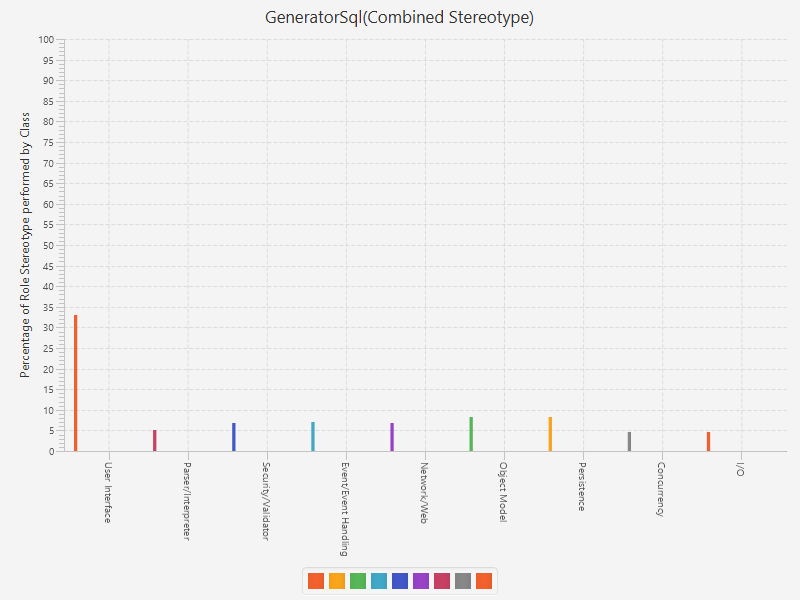 GeneratorSql(Combined Stereotype)
Percentage of Role Stereotype performed by Class
100
95
90
85
80
75
70
65
60
55
50
45
40
35
30
25
20
15
10
5
0
User Interface
Parser/Interpreter
Security/Validator
Event/Event Handling
Network/Web
Object Model
Persistence
Concurrency
I/O